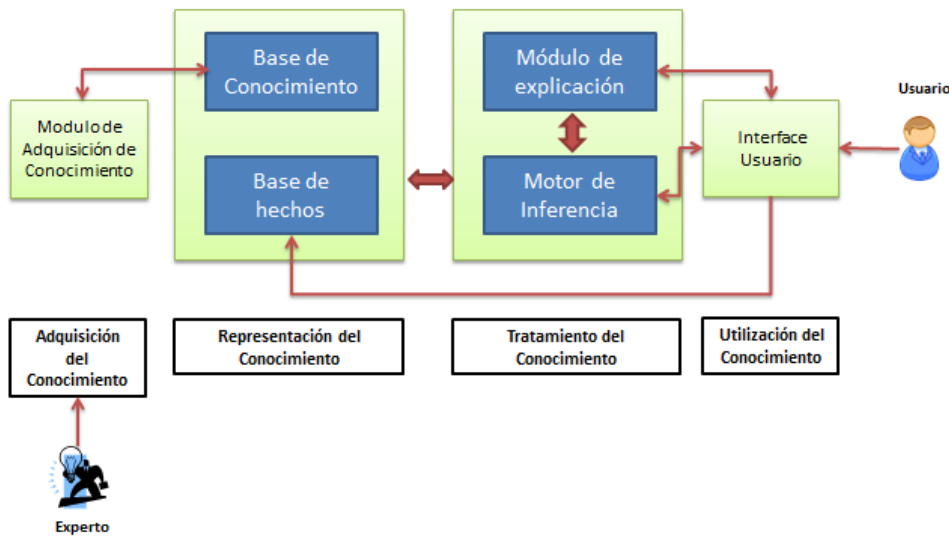 Base de
Conocimiento
Módulo de
explicación
Usuario
Modulo de
Adquisición de
Conocimiento
Interface
Usuario
Base de
hechos
Motor de
Inferencia
Adquisición
del
Conocimiento
Representación del
Conocimiento
Tratamiento del
Conocimiento
Utilización del
Conocimiento
Experto